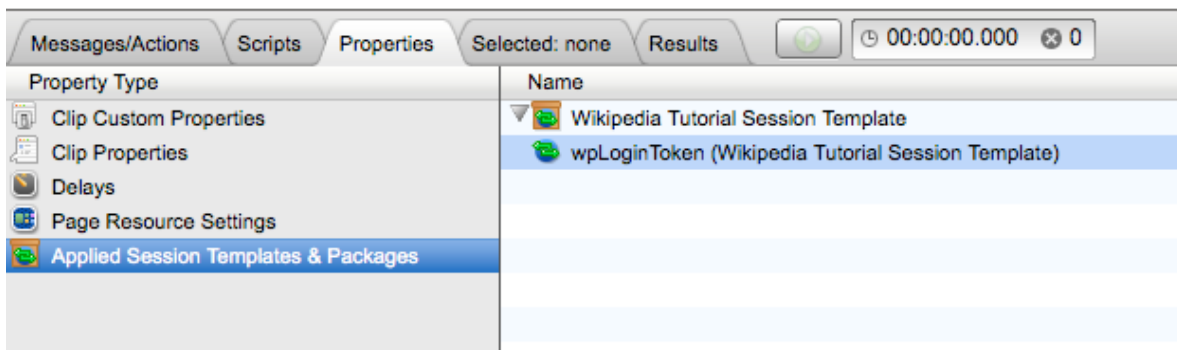 Messages/Actions Scripts Properties Selected: none Results 00:00:00.000 0
Property Type Name
Clip Custom Properties Wikipedia Tutorial Session Template
Clip Properties wpLoginToken (Wikipedia Tutorial Session Template)
Delays
Page Resource Settings
Applied Session Templates & Packages